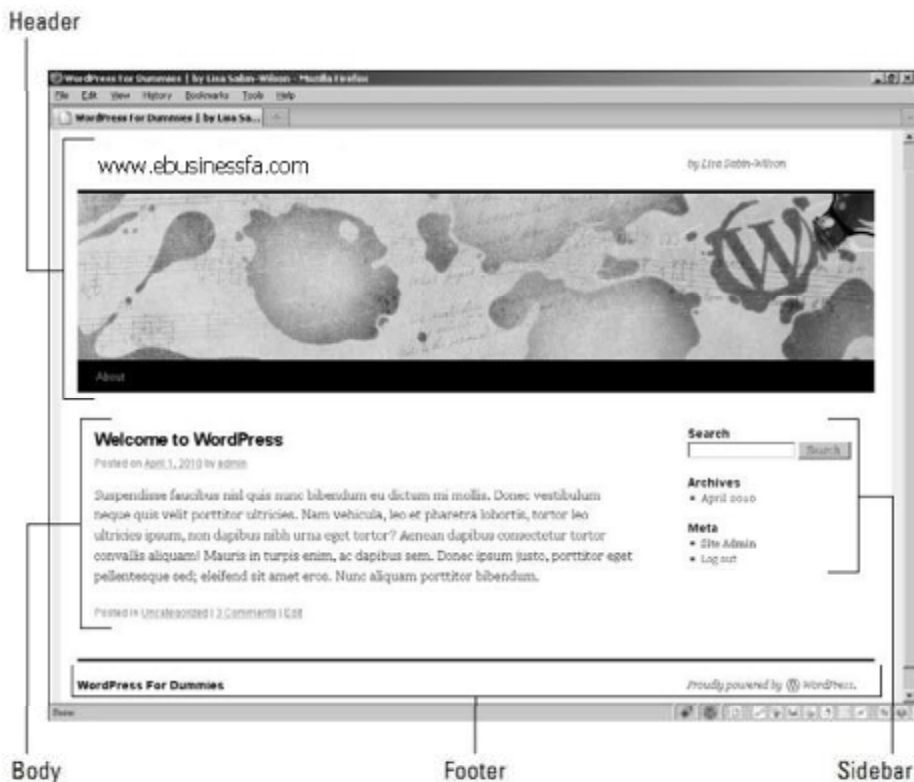 Header
WordPress For Dummies | by Lisa Sabin-Wilson - Mozilla Firefox
File Edit View History Bookmarks Tools Help
WordPress For Dummies | by Lisa Sa...
www.ebusinessfa.com
by Lisa Sabin-Wilson
W
About
Welcome to WordPress
Posted on April 1, 2010 by admin
Suspendisse faucibus nisl quis nunc bibendum eu dictum mi mollis. Donec vestibulum
neque quis velit porttitor ultricies. Nam vehicula, leo et pharetra lobortis, tortor leo
ultricies ipsum, non dapibus nibh urna eget tortor? Aenean dapibus consectetur tortor
convallis aliquam! Mauris in turpis enim, ac dapibus sem. Donec ipsum justo, porttitor eget
pellentesque sed; eleifend sit amet eros. Nunc aliquam porttitor bibendum.
Posted in Uncategorized | 3 Comments | Edit
Search
Search
Archives
April 2010
Meta
Site Admin
Log out
WordPress For Dummies
Proudly powered by WordPress.
Done
Body
Footer
Sidebar